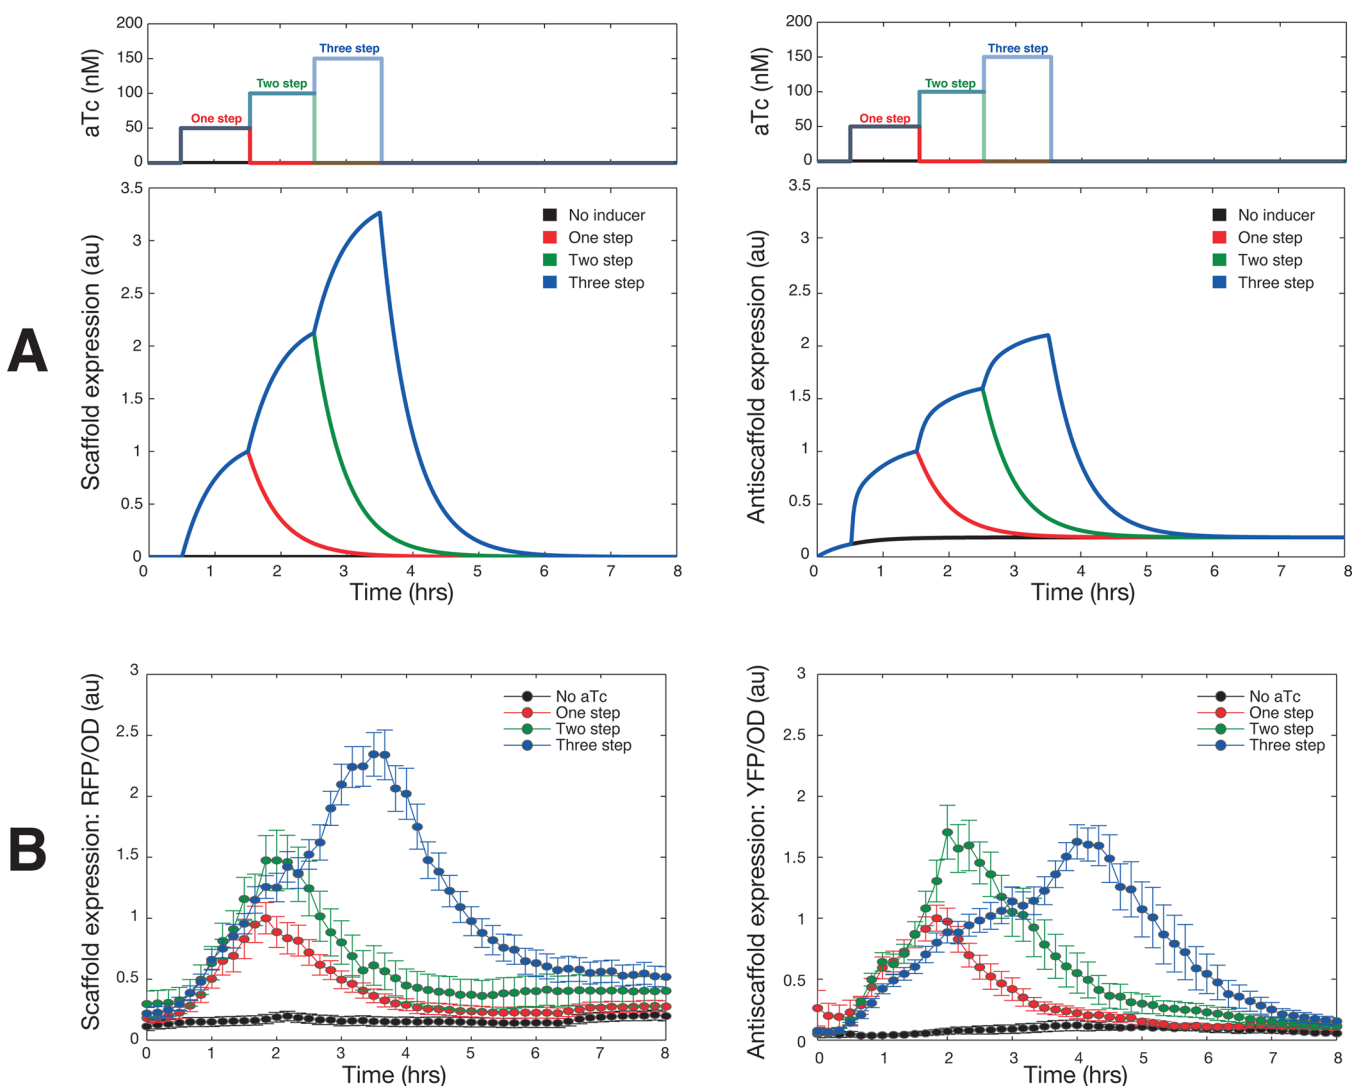 A
aTc (nM)
200
150
100
50
0
One step
Two step
Three step
Scaffold expression (au)
3.5
3
2.5
2
1.5
1
0.5
0
No inducer
One step
Two step
Three step
0 1 2 3 4 5 6 7 8
Time (hrs)
aTc (nM)
200
150
100
50
0
One step
Two step
Three step
Antiscaffold expression (au)
3.5
3
2.5
2
1.5
1
0.5
0
No inducer
One step
Two step
Three step
0 1 2 3 4 5 6 7 8
Time (hrs)
B
Scaffold expression: RFP/OD (au)
3
2.5
2
1.5
1
0.5
0
No aTc
One step
Two step
Three step
0 1 2 3 4 5 6 7 8
Time (hrs)
Antiscaffold expression: YFP/OD (au)
3
2.5
2
1.5
1
0.5
0
No aTc
One step
Two step
Three step
0 1 2 3 4 5 6 7 8
Time (hrs)